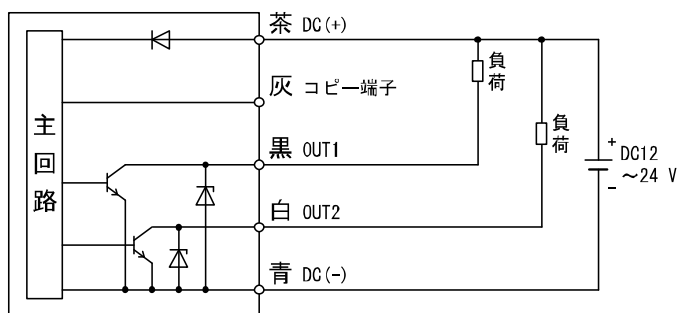 茶 DC(+)
灰 コピー端子
黒 OUT1
白 OUT2
青 DC(-)
主回路
負荷
負荷
+
DC12
～24 V
-